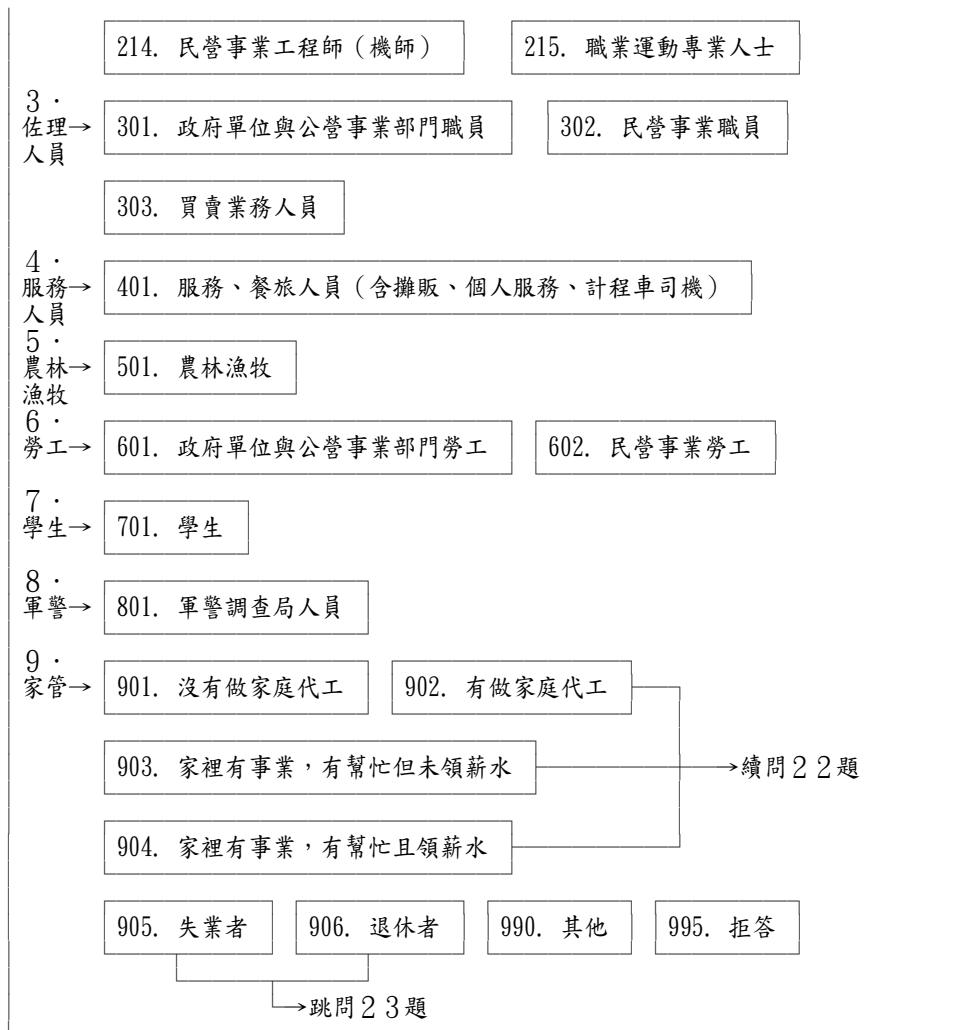 214. 民營事業工程師（機師） 215. 職業運動專業人士
3．
佐理→ 301. 政府單位與公營事業部門職員 302. 民營事業職員
人員
303. 買賣業務人員
4．
服務→ 401. 服務、餐旅人員（含攤販、個人服務、計程車司機）
人員
5．
農林→ 501. 農林漁牧
漁牧
6．
勞工→ 601. 政府單位與公營事業部門勞工 602. 民營事業勞工
7．
學生→ 701. 學生
8．
軍警→ 801. 軍警調查局人員
9．
家管→ 901. 沒有做家庭代工 902. 有做家庭代工
903. 家裡有事業，有幫忙但未領薪水 →續問２２題
904. 家裡有事業，有幫忙且領薪水
905. 失業者 906. 退休者 990. 其他 995. 拒答
→跳問２３題